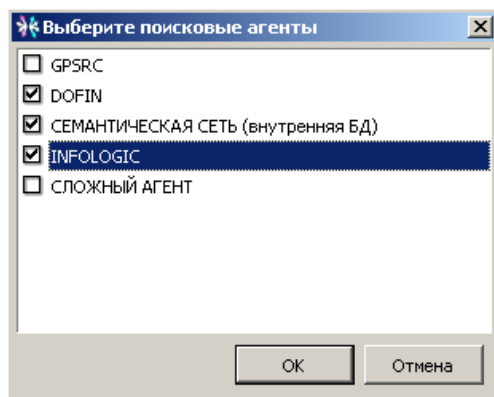 Выберите поисковые агенты
GPSRC
DOFIN
СЕМАНТИЧЕСКАЯ СЕТЬ (внутренняя БД)
INFOLOGIC
СЛОЖНЫЙ АГЕНТ
OK
Отмена